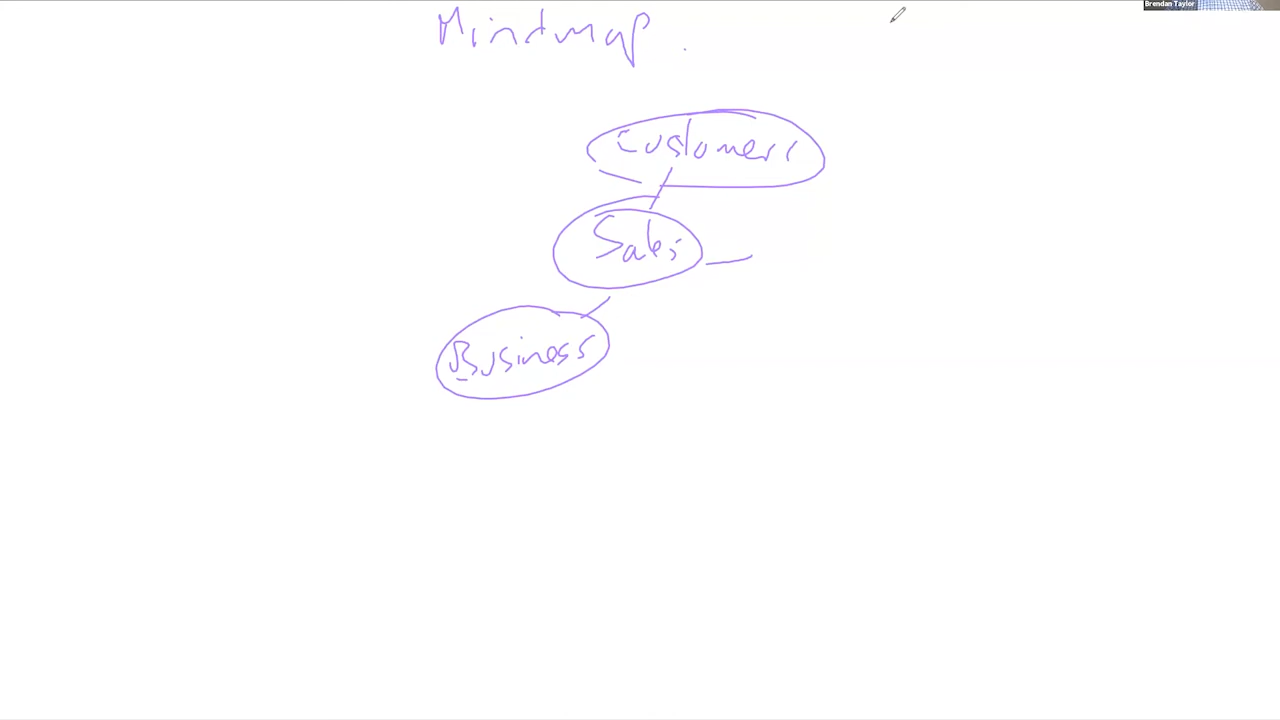 Brendan Taylor
Mindmap.
Customers
Sales
Business